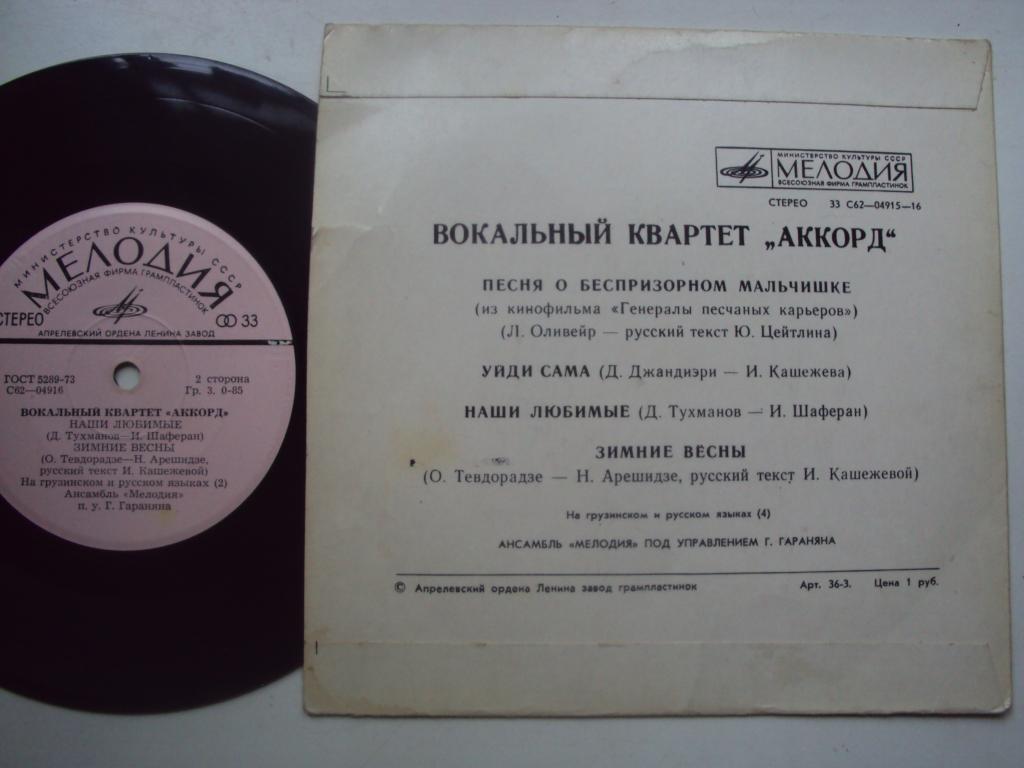 МИНИСТЕРСТВО КУЛЬТУРЫ СССР
МЕЛОДИЯ
ВСЕСОЮЗНАЯ ФИРМА ГРАМПЛАСТИНОК
СТЕРЕО
33
АПРЕЛЕВСКИЙ ОРДЕНА ЛЕНИНА ЗАВОД
ГОСТ 5289-73
С62—04916
2 сторона
Гр. 3. 0-85
ВОКАЛЬНЫЙ КВАРТЕТ «АККОРД»
НАШИ ЛЮБИМЫЕ
(Д. Тухманов—И. Шаферан)
ЗИМНИЕ ВЕСНЫ
(О. Тевдорадзе—Н. Арешидзе,
русский текст И. Кашежевой)
На грузинском и русском языках (2)
Ансамбль «Мелодия»
п. у. Г. Гараняна
МИНИСТЕРСТВО КУЛЬТУРЫ СССР
МЕЛОДИЯ
ВСЕСОЮЗНАЯ ФИРМА ГРАМПЛАСТИНОК
СТЕРЕО 33 С62—04915—16
ВОКАЛЬНЫЙ КВАРТЕТ „АККОРД“
ПЕСНЯ О БЕСПРИЗОРНОМ МАЛЬЧИШКЕ
(из кинофильма «Генералы песчаных карьеров»)
(Л. Оливейр — русский текст Ю. Цейтлина)
УЙДИ САМА (Д. Джандиэри — И. Кашежева)
НАШИ ЛЮБИМЫЕ (Д. Тухманов — И. Шаферан)
ЗИМНИЕ ВЕСНЫ
(О. Тевдорадзе — Н. Арешидзе, русский текст И. Кашежевой)
На грузинском и русском языках (4)
АНСАМБЛЬ «МЕЛОДИЯ» ПОД УПРАВЛЕНИЕМ Г. ГАРАНЯНА
© Апрелевский ордена Ленина завод грампластинок Арт. 36-3. Цена 1 руб.